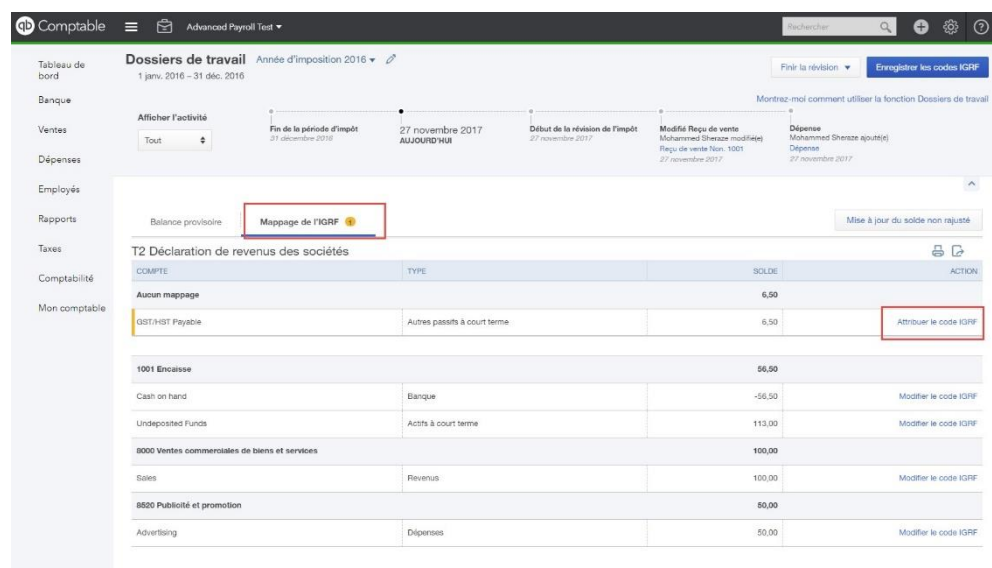 qb Comptable
Advanced Payroll Test
Rechercher
Tableau de bord
Banque
Ventes
Dépenses
Employés
Rapports
Taxes
Comptabilité
Mon comptable
Dossiers de travail Année d'imposition 2016
1 janv. 2016 – 31 déc. 2016
Finir la révision
Enregistrer les codes IGRF
Montrez-moi comment utiliser la fonction Dossiers de travail
Afficher l'activité
Tout
Fin de la période d'impôt
31 décembre 2016
27 novembre 2017
AUJOURD'HUI
Début de la révision de l'impôt
27 novembre 2017
Modifié Reçu de vente
Mohammed Sheraze modifié(e)
Reçu de vente Non. 1001
27 novembre 2017
Dépense
Mohammed Sheraze ajouté(e)
Dépense
27 novembre 2017
Balance provisoire
Mappage de l'IGRF 1
Mise à jour du solde non rajusté
T2 Déclaration de revenus des sociétés
COMPTE TYPE SOLDE ACTION
Aucun mappage 6,50
GST/HST Payable Autres passifs à court terme 6,50 Attribuer le code IGRF
1001 Encaisse 56,50
Cash on hand Banque -56,50 Modifier le code IGRF
Undeposited Funds Actifs à court terme 113,00 Modifier le code IGRF
8000 Ventes commerciales de biens et services 100,00
Sales Revenus 100,00 Modifier le code IGRF
8520 Publicité et promotion 50,00
Advertising Dépenses 50,00 Modifier le code IGRF